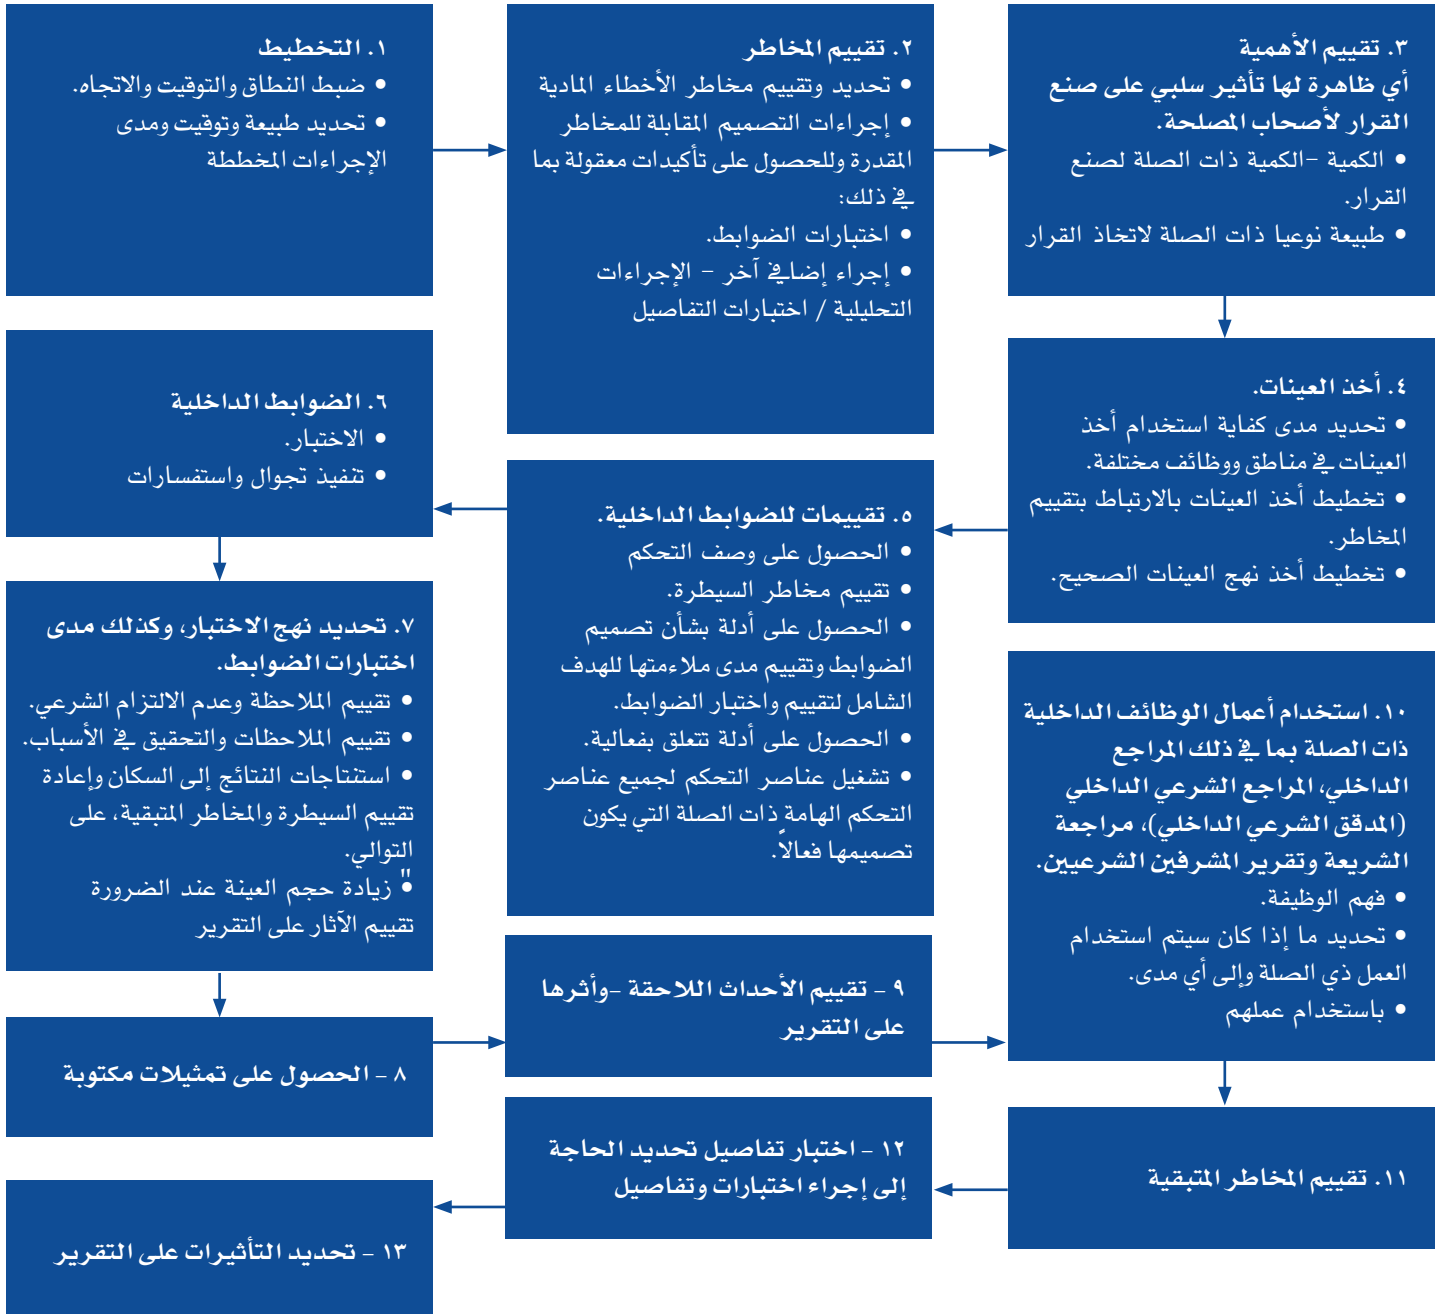 ١. التخطيط
• ضبط النطاق والتوقيت والاتجاه.
• تحديد طبيعة وتوقيت ومدى
الإجراءات المخططة
٢. تقييم المخاطر
• تحديد وتقييم مخاطر الأخطاء المادية
• إجراءات التصميم المقابلة للمخاطر
المقدرة وللحصول على تأكيدات معقولة بما
في ذلك:
• اختبارات الضوابط.
• إجراء إضافي آخر - الإجراءات
التحليلية / اختبارات التفاصيل
٣. تقييم الأهمية
أي ظاهرة لها تأثير سلبي على صنع
القرار لأصحاب المصلحة.
• الكمية -الكمية ذات الصلة لصنع
القرار.
• طبيعة نوعيا ذات الصلة لاتخاذ القرار
٤. أخذ العينات.
• تحديد مدى كفاية استخدام أخذ
العينات في مناطق ووظائف مختلفة.
• تخطيط أخذ العينات بالارتباط بتقييم
المخاطر.
• تخطيط أخذ نهج العينات الصحيح.
٥. تقييمات للضوابط الداخلية.
• الحصول على وصف التحكم
• تقييم مخاطر السيطرة.
• الحصول على أدلة بشأن تصميم
الضوابط وتقييم مدى ملاءمتها للهدف
الشامل لتقييم واختبار الضوابط.
• الحصول على أدلة تتعلق بفعالية.
• تشغيل عناصر التحكم لجميع عناصر
التحكم الهامة ذات الصلة التي يكون
تصميمها فعالاً.
٦. الضوابط الداخلية
• الاختبار.
• تنفيذ تجوال واستفسارات
٧. تحديد نهج الاختبار، وكذلك مدى
اختبارات الضوابط.
• تقييم الملاحظة وعدم الالتزام الشرعي.
• تقييم الملاحظات والتحقيق في الأسباب.
• استنتاجات النتائج إلى السكان وإعادة
تقييم السيطرة والمخاطر المتبقية، على
التوالي.
"• زيادة حجم العينة عند الضرورة
تقييم الآثار على التقرير
٨ - الحصول على تمثيلات مكتوبة
٩ - تقييم الأحداث اللاحقة -وأثرها
على التقرير
١٠. استخدام أعمال الوظائف الداخلية
ذات الصلة بما في ذلك المراجع
الداخلي، المراجع الشرعي الداخلي
(المدقق الشرعي الداخلي)، مراجعة
الشريعة وتقرير المشرفين الشرعيين.
• فهم الوظيفة.
• تحديد ما إذا كان سيتم استخدام
العمل ذي الصلة وإلى أي مدى.
• باستخدام عملهم
١١. تقييم المخاطر المتبقية
١٢ - اختبار تفاصيل تحديد الحاجة
إلى إجراء اختبارات وتفاصيل
١٣ - تحديد التأثيرات على التقرير